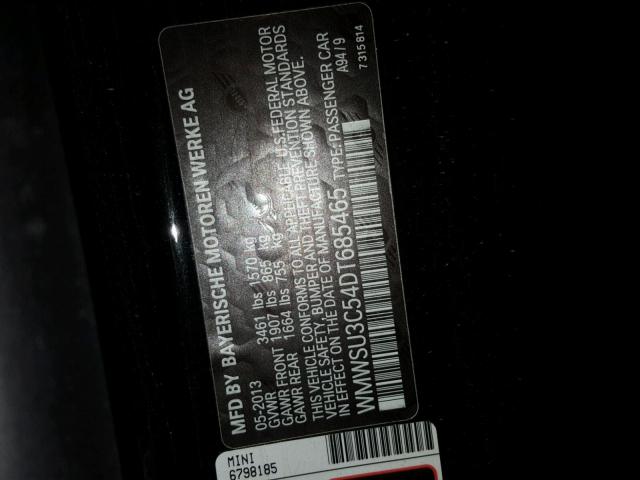 MFD BY BAYERISCHE MOTOREN WERKE AG
05-2013
GVWR 3461 lbs 1570 kg
GAWR FRONT 1907 lbs 865 kg
GAWR REAR 1664 lbs 755 kg
THIS VEHICLE CONFORMS TO ALL APPLICABLE U.S. FEDERAL MOTOR
VEHICLE SAFETY, BUMPER AND THEFT PREVENTION STANDARDS
IN EFFECT ON THE DATE OF MANUFACTURE SHOWN ABOVE.
WMWSU3C54DT685465 TYPE: PASSENGER CAR
A94/9
7 315 814
MINI
6798185